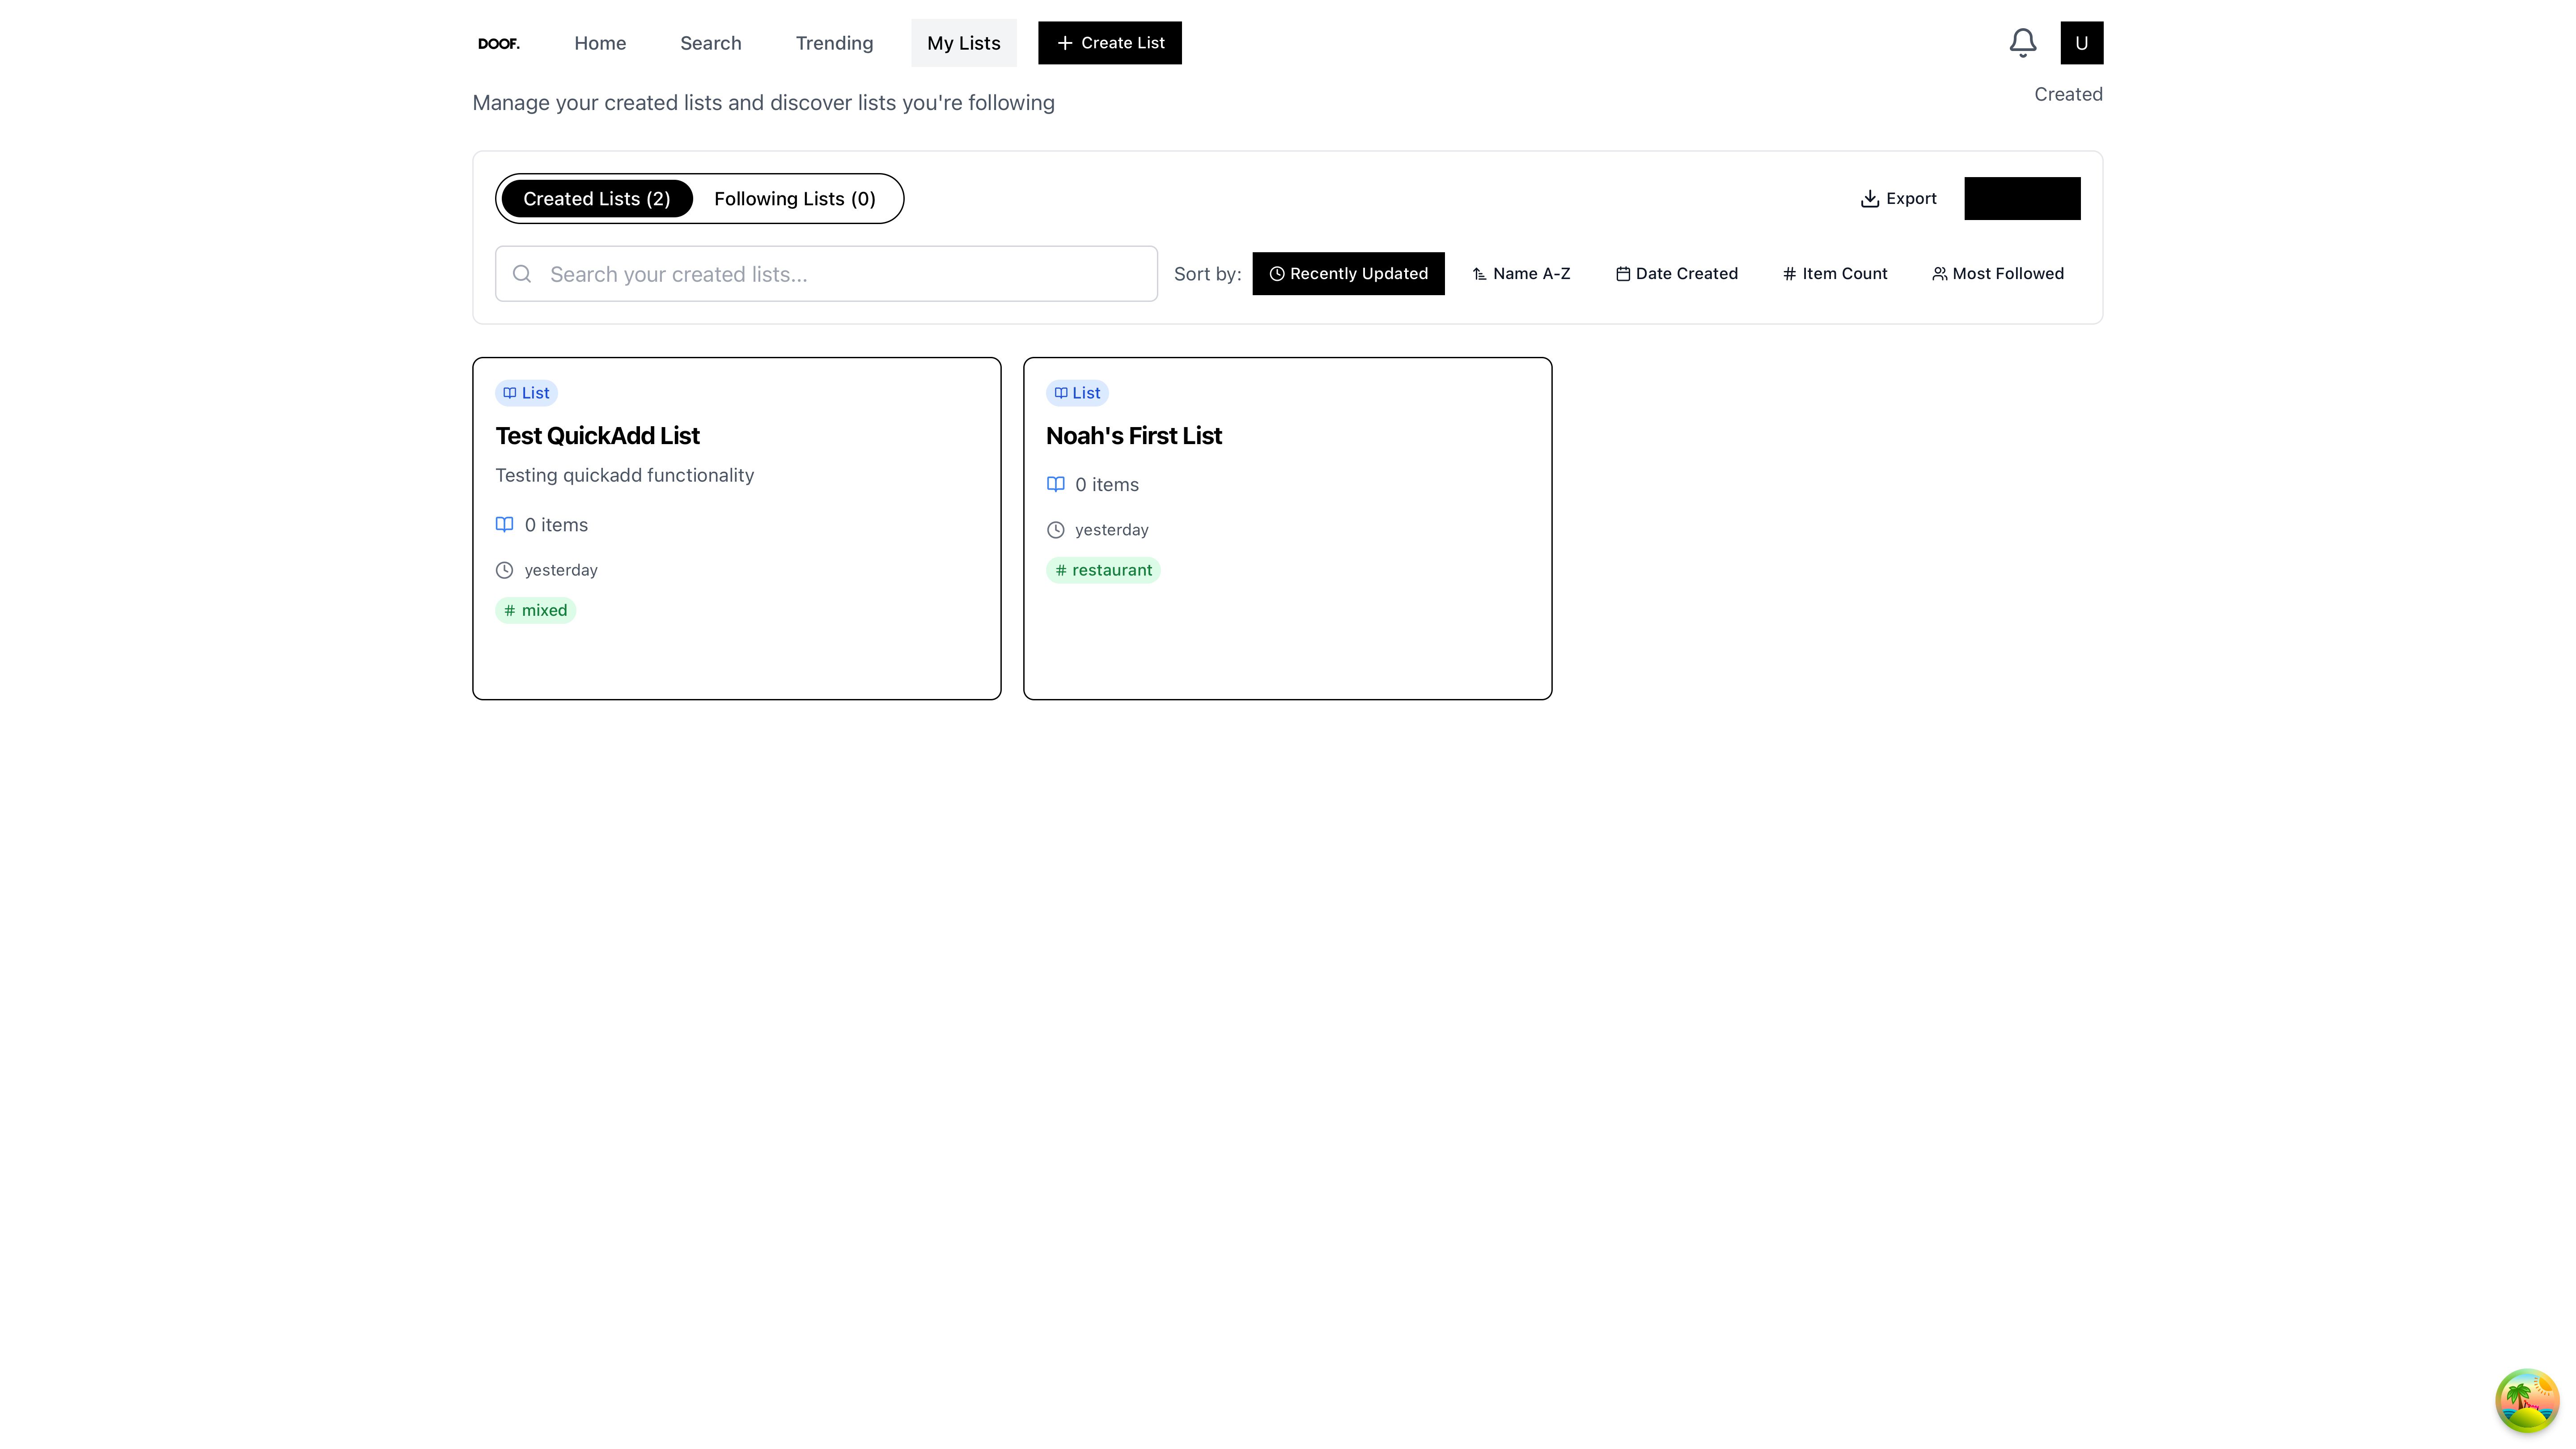 DOOF. Home Search Trending My Lists Create List U
Manage your created lists and discover lists you're following Created
Created Lists (2) Following Lists (0) Export
Search your created lists... Sort by: Recently Updated Name A-Z Date Created Item Count Most Followed
List
Test QuickAdd List
Testing quickadd functionality
0 items
yesterday
# mixed
List
Noah's First List
0 items
yesterday
# restaurant